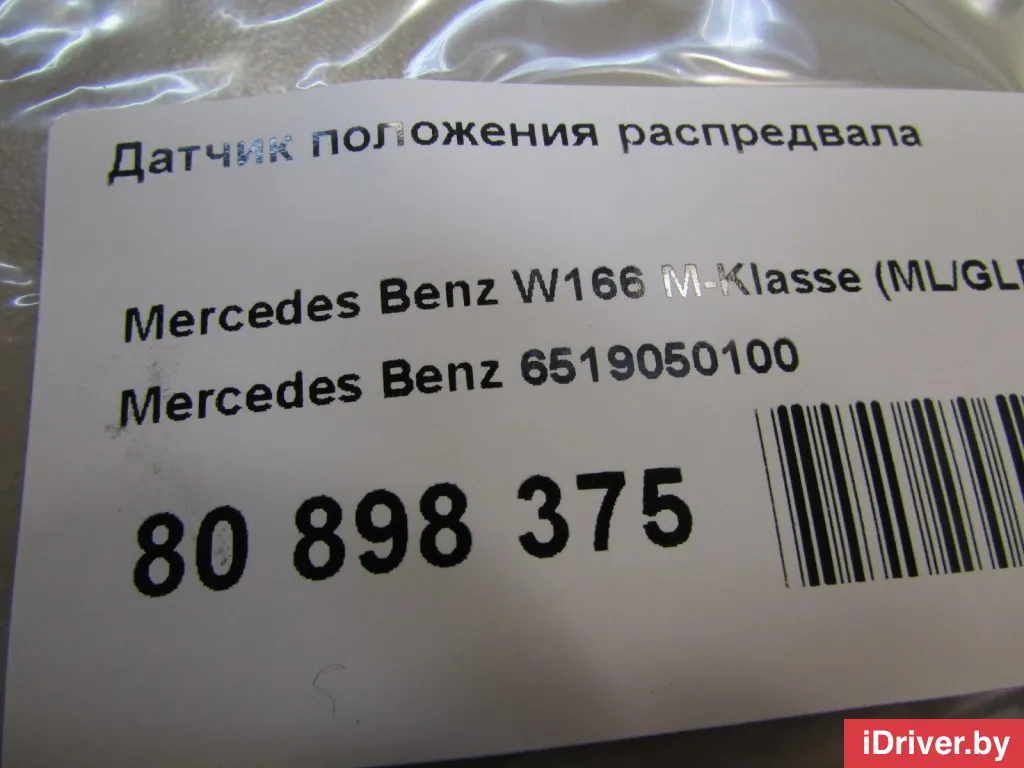 Датчик положения распредвала
Mercedes Benz W166 M-Klasse (ML/GL
Mercedes Benz 6519050100
80 898 375
iDriver.by